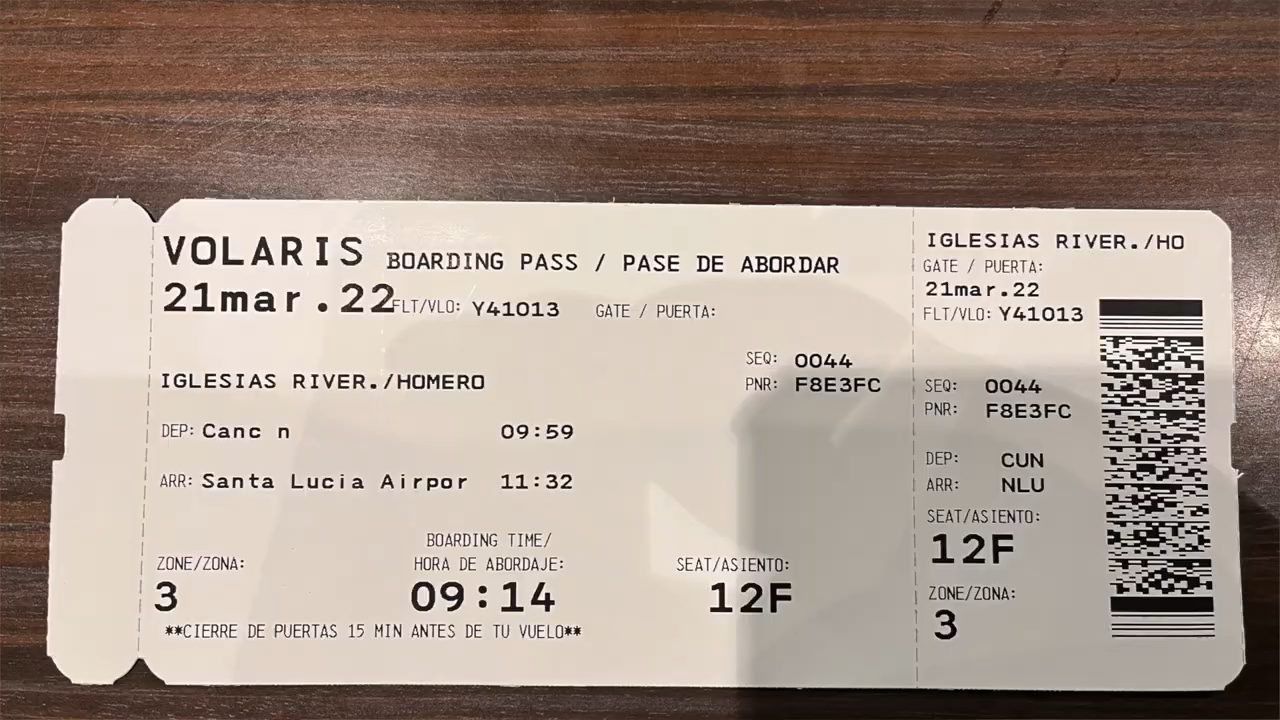 VOLARIS BOARDING PASS / PASE DE ABORDAR
21mar.22 FLT/VLO: Y41013 GATE / PUERTA:
SEQ: 0044
IGLESIAS RIVER./HOMERO PNR: F8E3FC
DEP: Canc n 09:59
ARR: Santa Lucia Airpor 11:32
BOARDING TIME/
ZONE/ZONA: HORA DE ABORDAJE: SEAT/ASIENTO:
3 09:14 12F
**CIERRE DE PUERTAS 15 MIN ANTES DE TU VUELO**
IGLESIAS RIVER./HO
GATE / PUERTA:
21mar.22
FLT/VLO: Y41013
SEQ: 0044
PNR: F8E3FC
DEP: CUN
ARR: NLU
SEAT/ASIENTO:
12F
ZONE/ZONA:
3